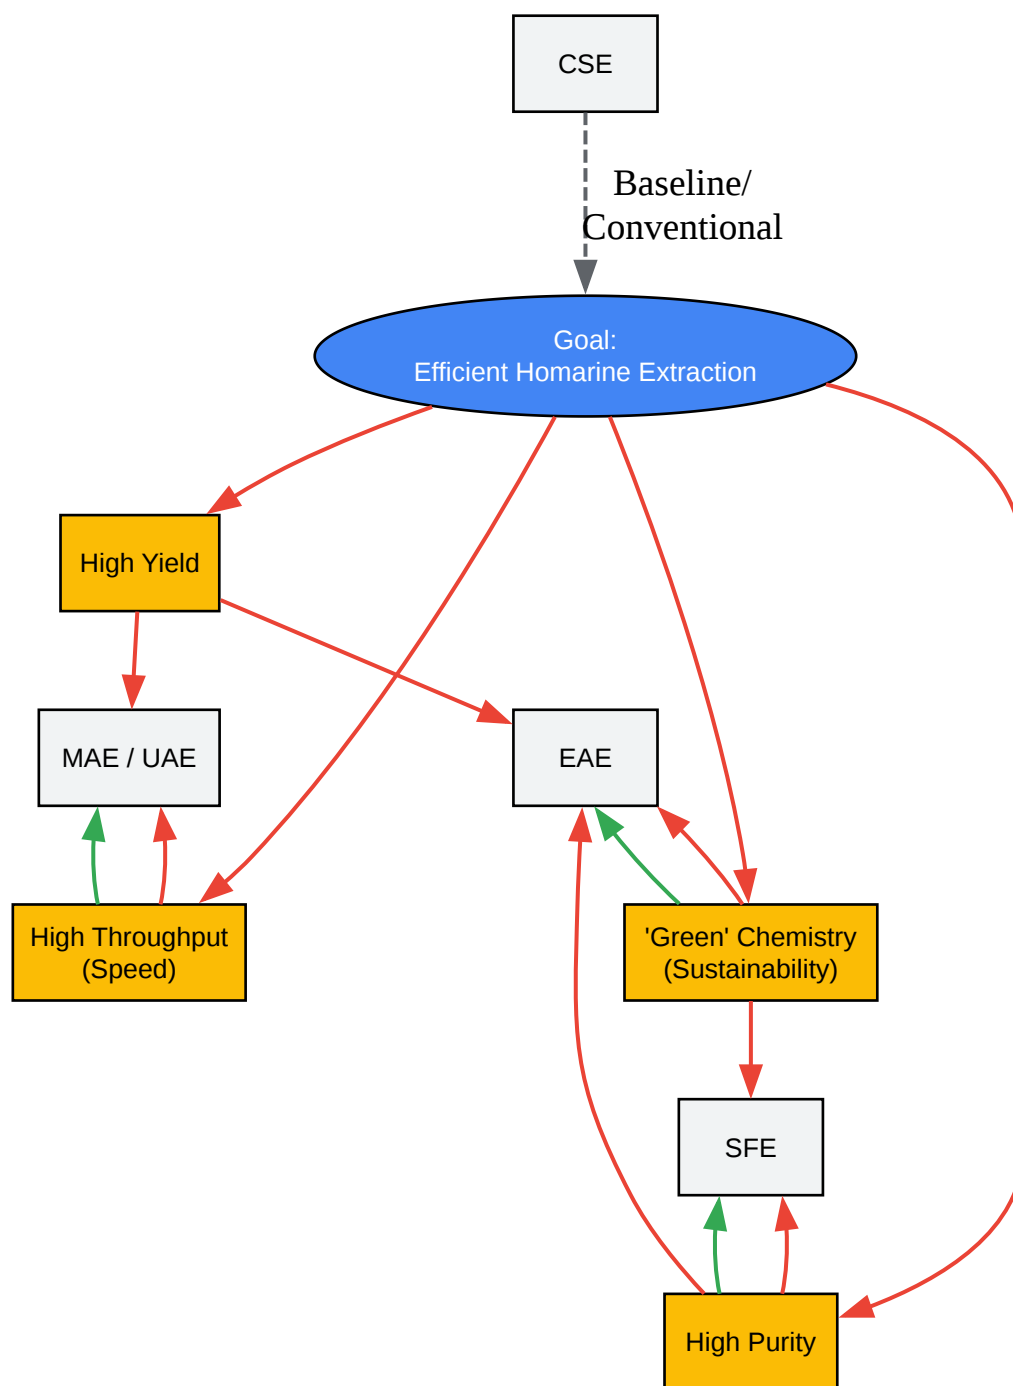 CSE
Baseline/
Conventional
Goal:
Efficient Homarine Extraction
High Yield
MAE / UAE
EAE
High Throughput
(Speed)
'Green' Chemistry
(Sustainability)
SFE
High Purity